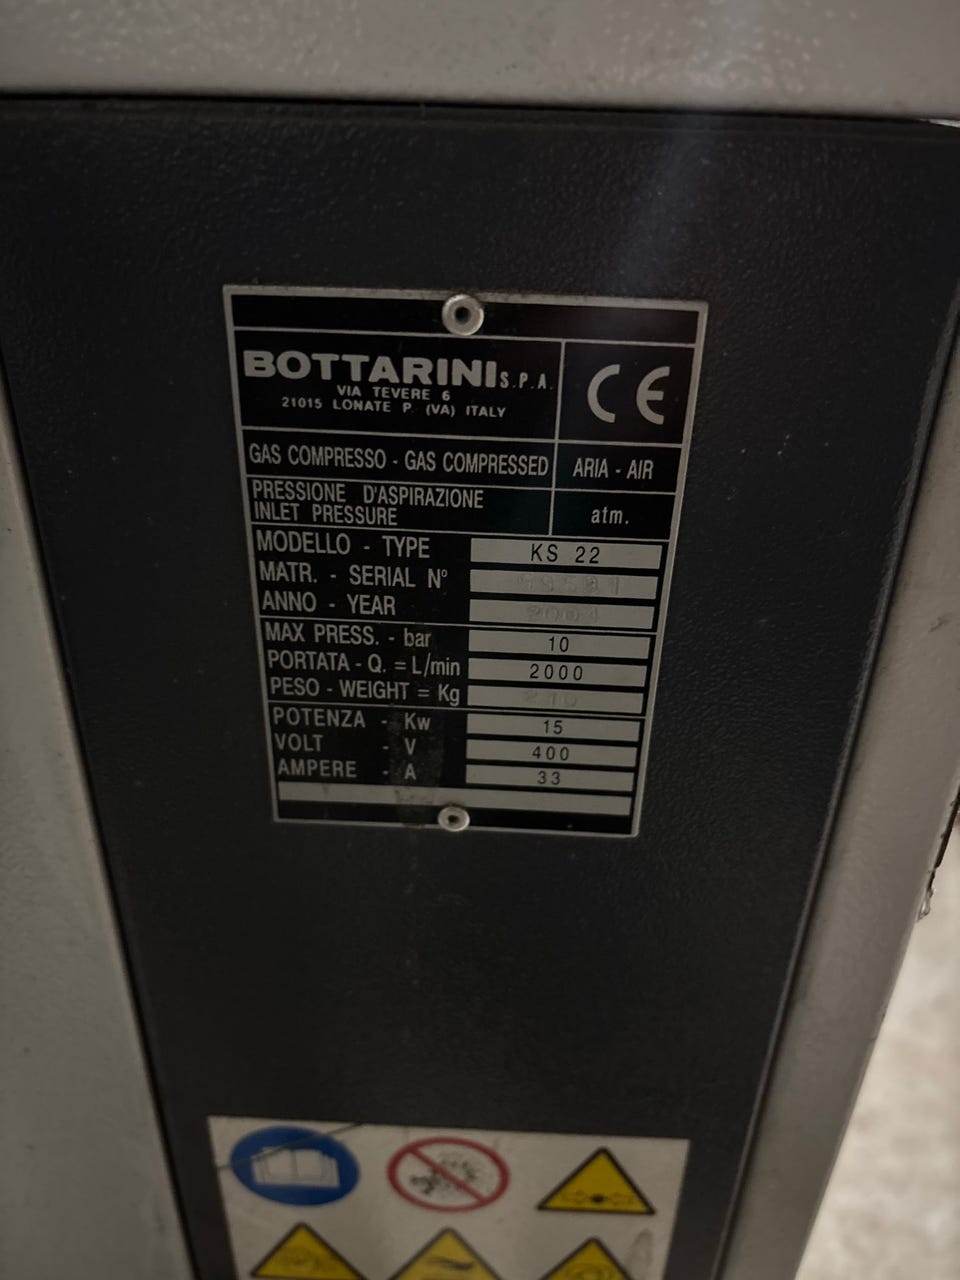 BOTTARINI S.P.A.
VIA TEVERE 6
21015 LONATE P. (VA) ITALY
CE
GAS COMPRESSO - GAS COMPRESSED ARIA - AIR
PRESSIONE D'ASPIRAZIONE
INLET PRESSURE atm.
MODELLO - TYPE KS 22
MATR. - SERIAL N°
ANNO - YEAR
MAX PRESS. - bar 10
PORTATA - Q. = L/min 2000
PESO - WEIGHT = Kg
POTENZA - Kw 15
VOLT - V 400
AMPERE - A 33